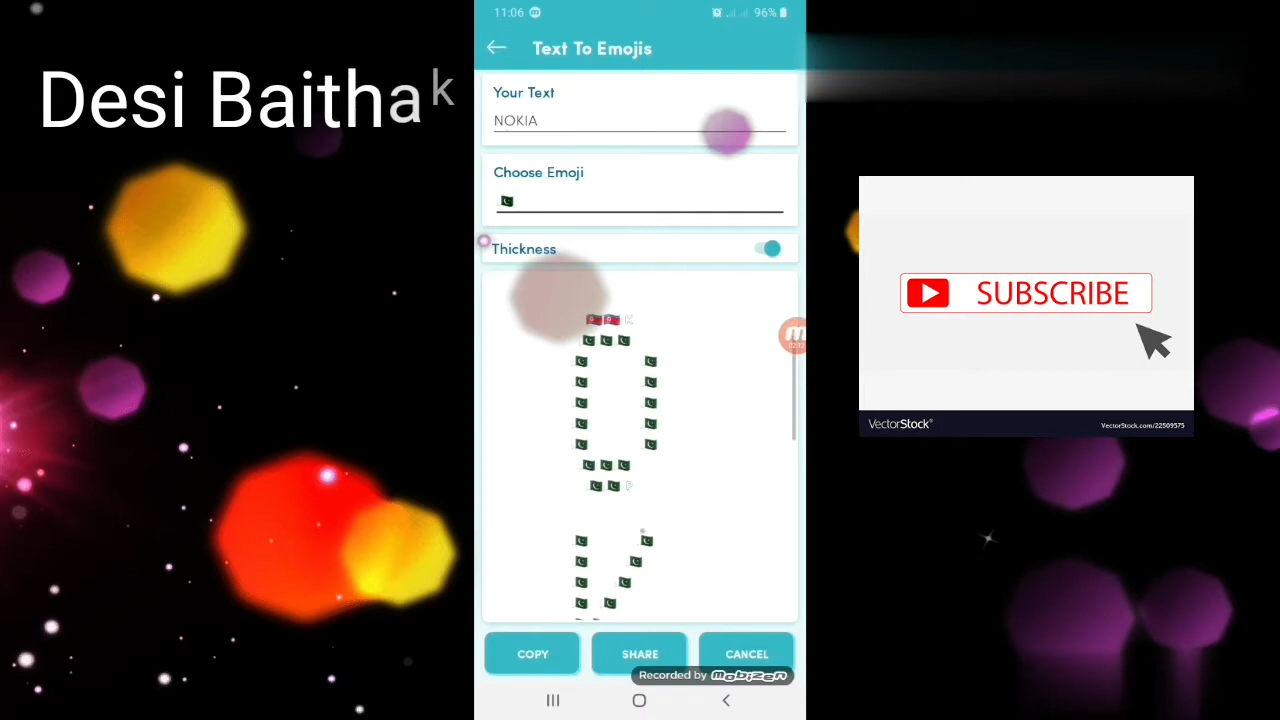 Desi Baithak
11:06
96%
Text To Emojis
Your Text
NOKIA
Choose Emoji
Thickness
K
P
COPY
SHARE
CANCEL
Recorded by Mobizen
SUBSCRIBE
VectorStock®
VectorStock.com/22509575